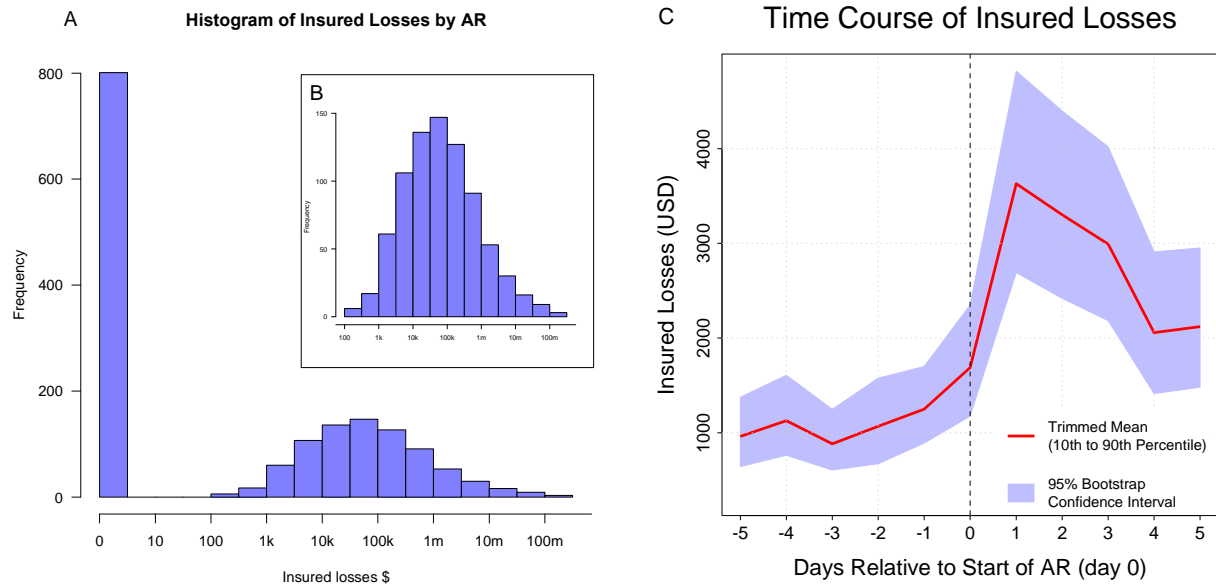 A
Histogram of Insured Losses by AR
Frequency
800
600
400
200
0
0 10 100 1k 10k 100k 1m 10m 100m
Insured losses $
B
Frequency
150
100
50
0
100 1k 10k 100k 1m 10m 100m
C
Time Course of Insured Losses
Insured Losses (USD)
4000
3000
2000
1000
Trimmed Mean
(10th to 90th Percentile)
95% Bootstrap
Confidence Interval
-5 -4 -3 -2 -1 0 1 2 3 4 5
Days Relative to Start of AR (day 0)